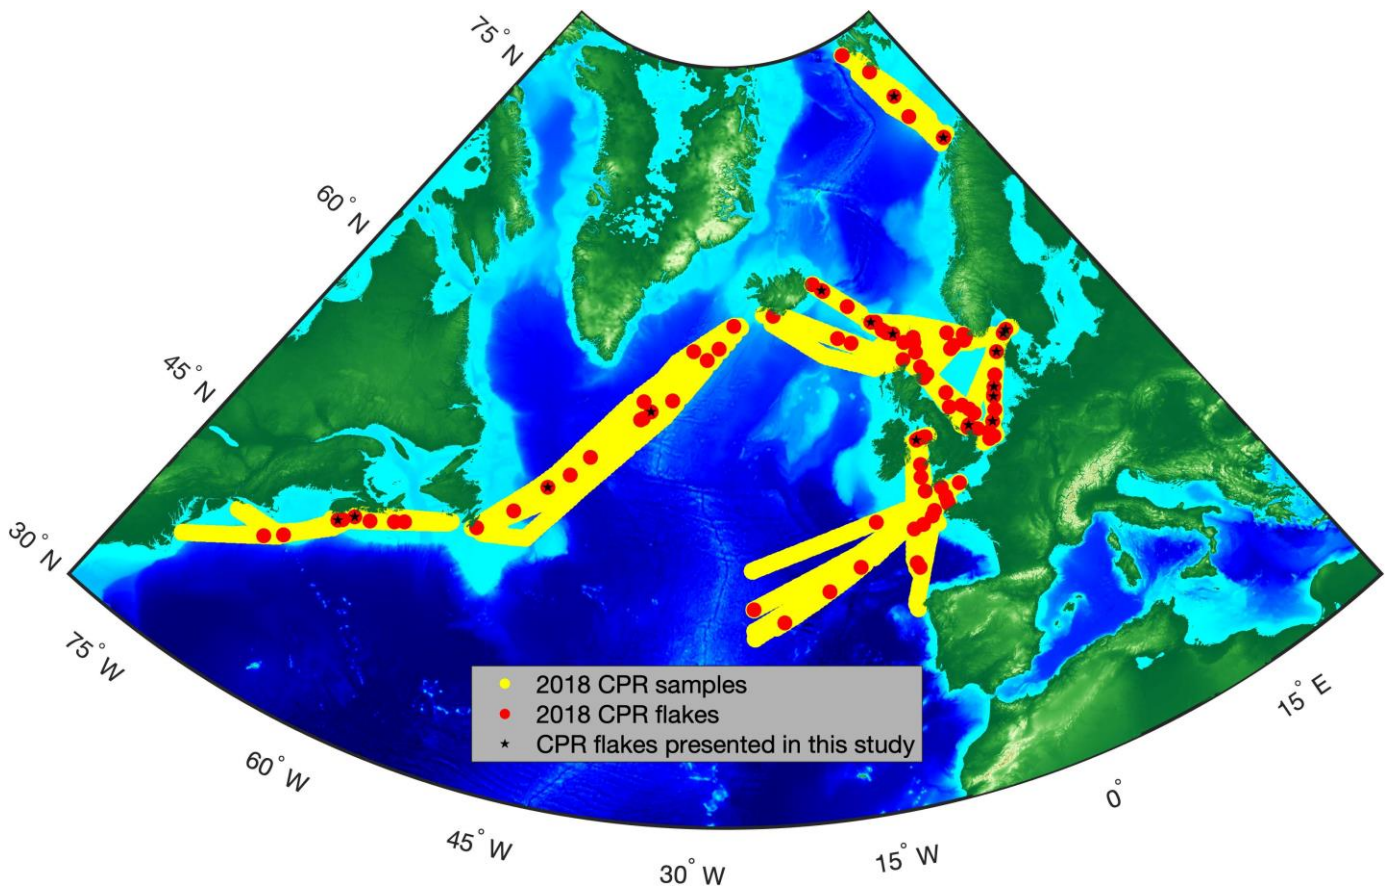 75° N
60° N
45° N
30° N
75° W
60° W
45° W
30° W
15° W
0°
15° E
2018 CPR samples
2018 CPR flakes
CPR flakes presented in this study